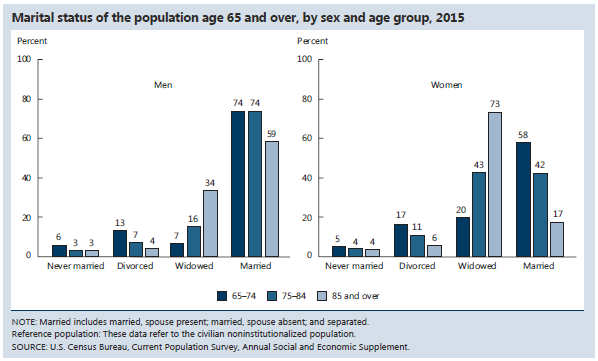 Marital status of the population age 65 and over, by sex and age group, 2015
Percent
100
80
60
40
20
0
Men
6
3
3
13
7
4
7
16
34
74
74
59
Never married
Divorced
Widowed
Married
Percent
100
80
60
40
20
0
Women
5
4
4
17
11
6
20
43
73
58
42
17
Never married
Divorced
Widowed
Married
65–74
75–84
85 and over
NOTE: Married includes married, spouse present; married, spouse absent; and separated.
Reference population: These data refer to the civilian noninstitutionalized population.
SOURCE: U.S. Census Bureau, Current Population Survey, Annual Social and Economic Supplement.